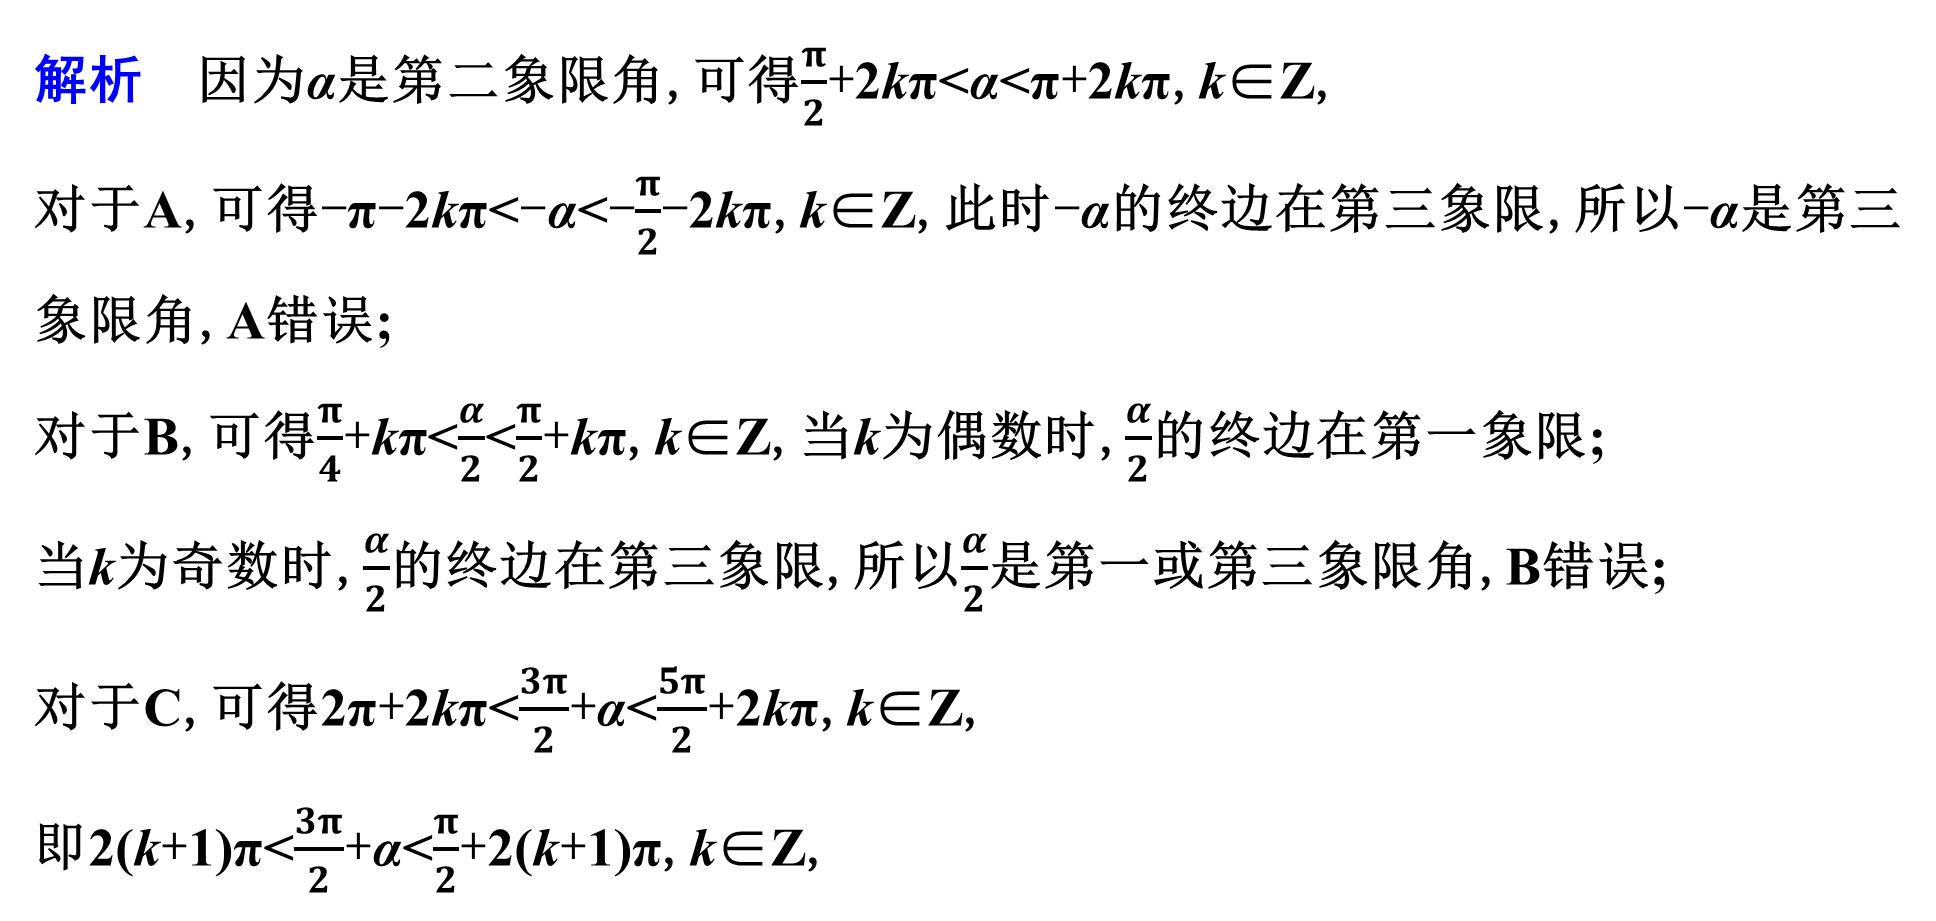 解析 因为α是第二象限角,可得π/2+2kπ<α<π+2kπ, k∈Z,
对于A,可得−π−2kπ<−α<−π/2−2kπ, k∈Z,此时−α的终边在第三象限,所以−α是第三
象限角,A错误;
对于B,可得π/4+kπ<α/2<π/2+kπ, k∈Z,当k为偶数时,α/2的终边在第一象限;
当k为奇数时,α/2的终边在第三象限,所以α/2是第一或第三象限角,B错误;
对于C,可得2π+2kπ<3π/2+α<5π/2+2kπ, k∈Z,
即2(k+1)π<3π/2+α<π/2+2(k+1)π, k∈Z,